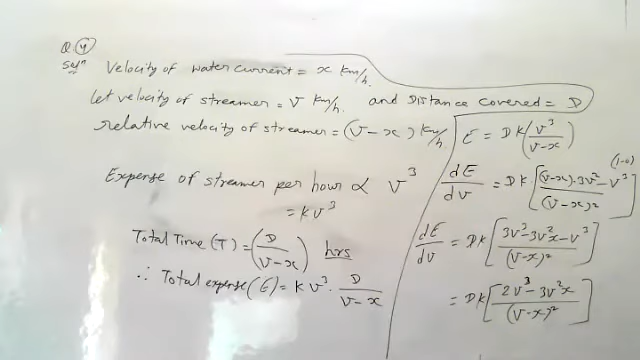 Q.(4)
Solⁿ Velocity of water current = x km/h.
let velocity of streamer = V km/h. and Distance covered = D
relative velocity of streamer = (V-x) km/h
Expense of streamer per hour ∝ V³
= KV³
Total Time (T) = (D/(V-x)) hrs
∴ Total expense (E) = K V³ · D/(V-x)
E = DK(V³/(V-x))
dE/dV = DK[((V-x)·3V² - V³(1-0))/(V-x)²]
dE/dV = DK[(3V³-3V²x-V³)/(V-x)²]
= DK[(2V³-3V²x)/(V-x)²]